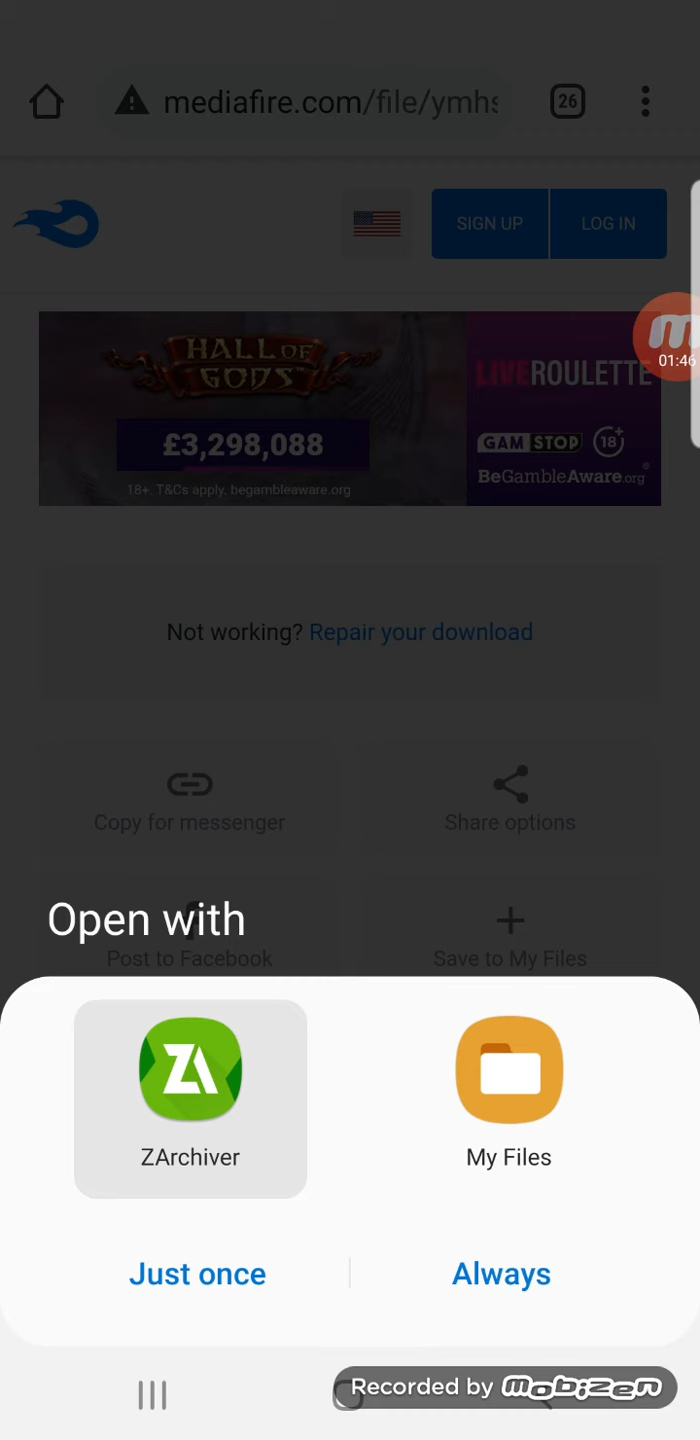 mediafire.com/file/ymhs
26
SIGN UP
LOG IN
01:46
HALL OF
GODS
£3,298,088
18+. T&Cs apply. begambleaware.org
LIVEROULETTE
GAMSTOP 18+
BeGambleAware.org®
Not working? Repair your download
Copy for messenger
Share options
Open with
Post to Facebook
Save to My Files
ZA
ZArchiver
My Files
Just once
Always
Recorded by mobizen